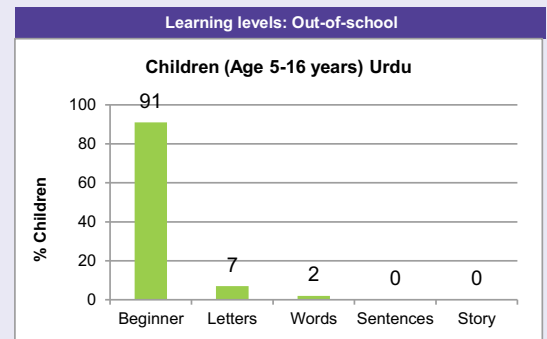 Learning levels: Out-of-school
Children (Age 5-16 years) Urdu
% Children
100
80
60
40
20
0
91
7
2
0
0
Beginner Letters Words Sentences Story